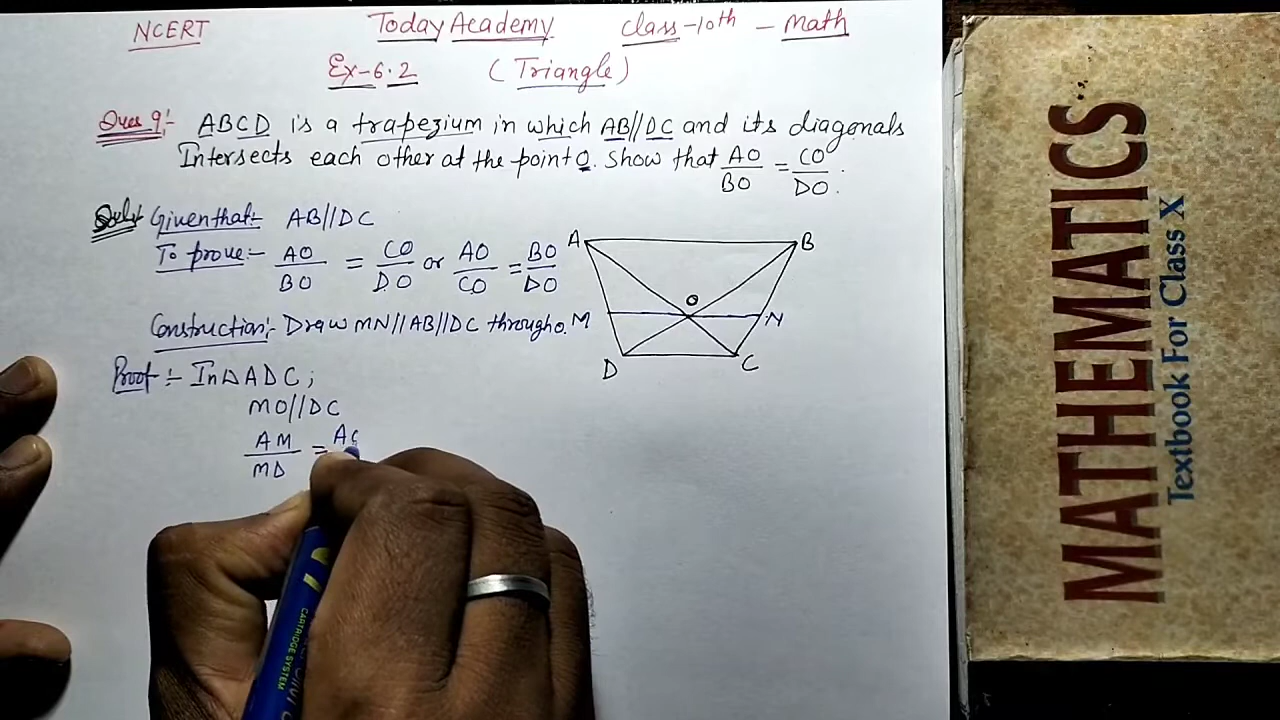 NCERT Today Academy class-10th - Math
Ex-6.2 (Triangle)
Ques 9:- ABCD is a trapezium in which AB//DC and its diagonals
Intersects each other at the point O. Show that AO/BO = CO/DO.
Soln Given that:- AB//DC
To prove:- AO/BO = CO/DO or AO/CO = BO/DO
Construction:- Draw MN//AB//DC through O.
A B
O
M N
D C
Proof:- In △ADC;
MO//DC
AM/MD = A
MATHEMATICS
Textbook For Class X
CARTRIDGE SYSTEM